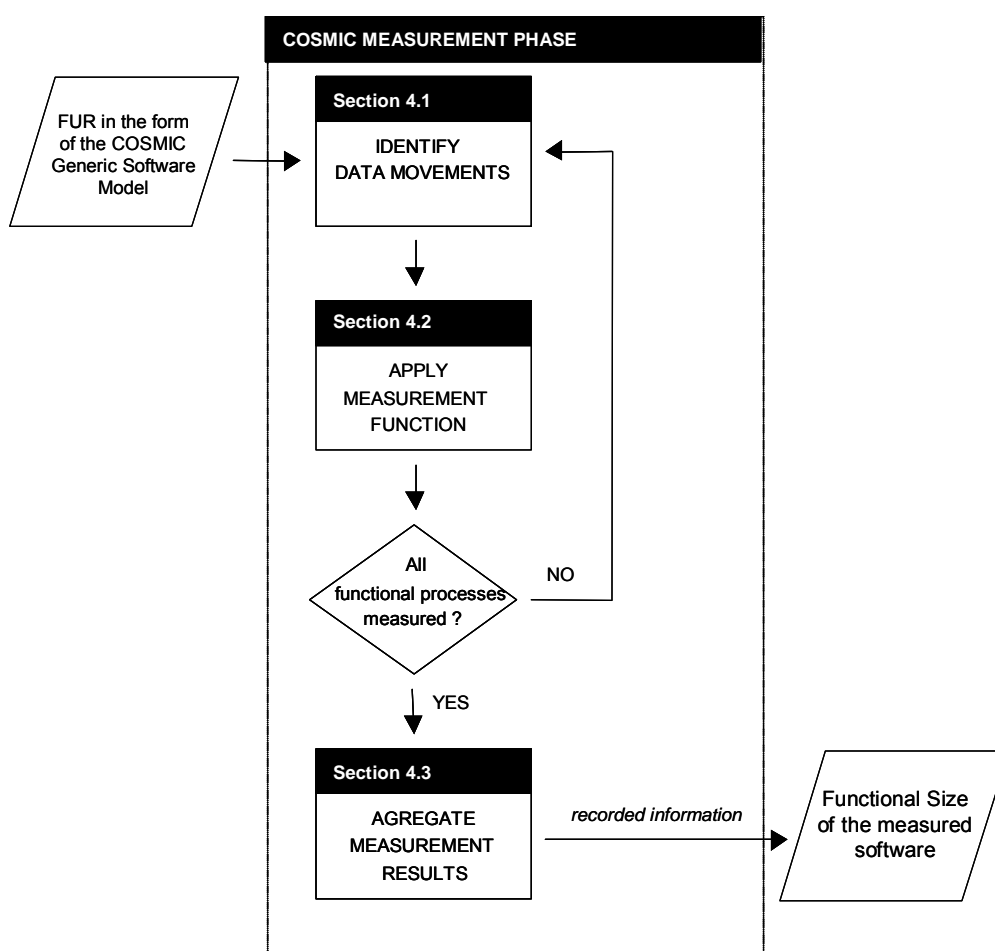 COSMIC MEASUREMENT PHASE
FUR in the form
of the COSMIC
Generic Software
Model
Section 4.1
IDENTIFY
DATA MOVEMENTS
Section 4.2
APPLY
MEASUREMENT
FUNCTION
All
functional processes
measured ?
NO
YES
Section 4.3
AGREGATE
MEASUREMENT
RESULTS
recorded information
Functional Size
of the measured
software